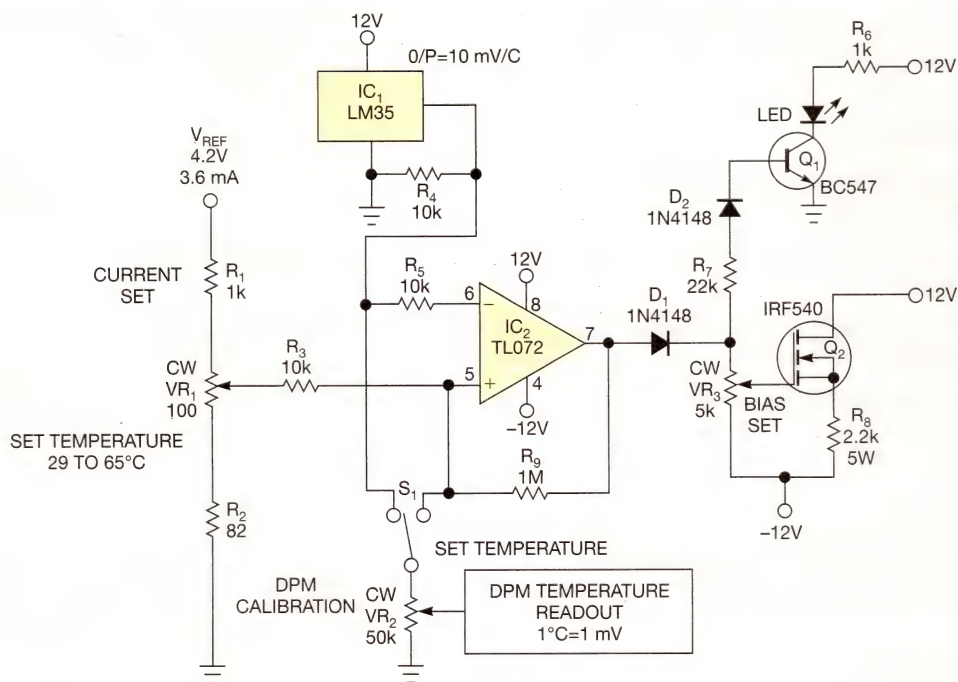 12V
0/P=10 mV/C
IC1
LM35
R4
10k
VREF
4.2V
3.6 mA
CURRENT
SET
R1
1k
CW
VR1
100
SET TEMPERATURE
29 TO 65°C
R2
82
R3
10k
R5
10k
6
–
5
+
12V
8
IC2
TL072
7
4
–12V
R9
1M
S1
SET TEMPERATURE
DPM
CALIBRATION
CW
VR2
50k
DPM TEMPERATURE
READOUT
1°C=1 mV
D1
1N4148
R6
1k
12V
LED
Q1
BC547
D2
1N4148
R7
22k
IRF540
12V
Q2
CW
VR3
5k
BIAS
SET
R8
2.2k
5W
–12V